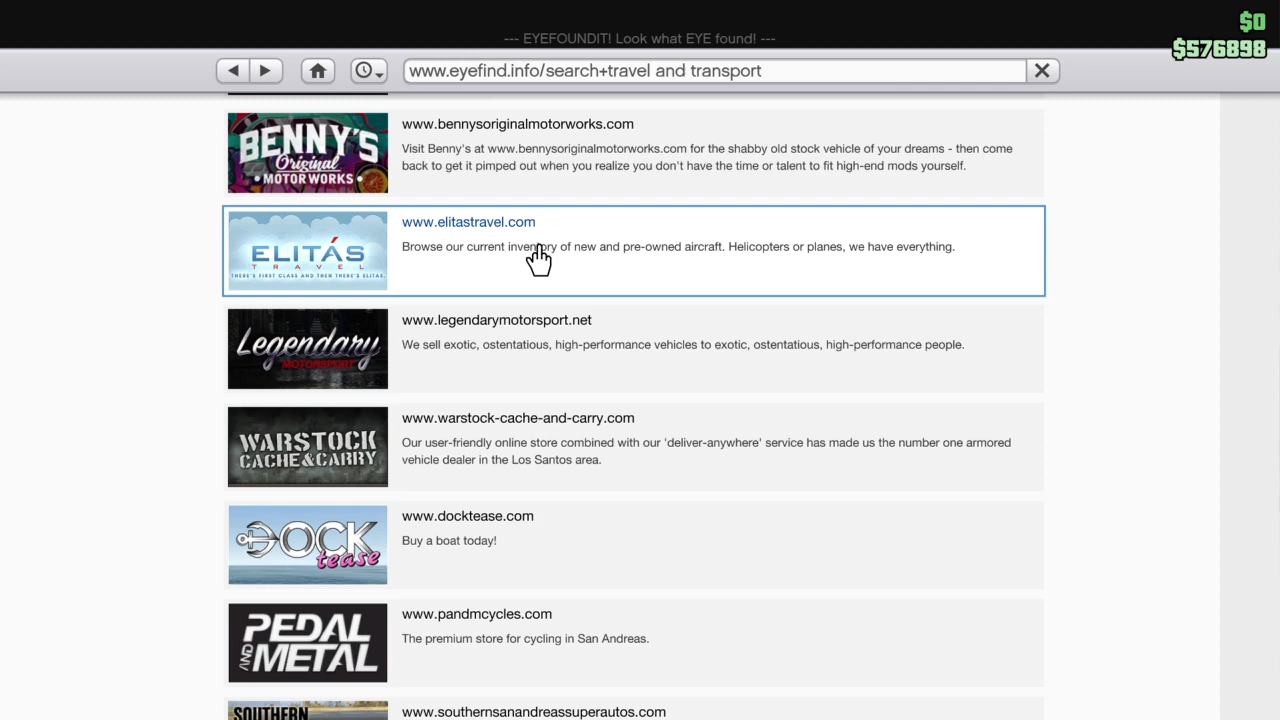 --- EYEFOUNDIT! Look what EYE found! ---
$0
$576898
www.eyefind.info/search+travel and transport
BENNY'S
Original
• MOTOR WORKS •
www.bennysoriginalmotorworks.com
Visit Benny's at www.bennysoriginalmotorworks.com for the shabby old stock vehicle of your dreams - then come
back to get it pimped out when you realize you don't have the time or talent to fit high-end mods yourself.
ELITÁS
TRAVEL
THERE'S FIRST CLASS AND THEN THERE'S ELITAS.
www.elitastravel.com
Browse our current inventory of new and pre-owned aircraft. Helicopters or planes, we have everything.
Legendary
MOTORSPORT
www.legendarymotorsport.net
We sell exotic, ostentatious, high-performance vehicles to exotic, ostentatious, high-performance people.
WARSTOCK
CACHE&CARRY
www.warstock-cache-and-carry.com
Our user-friendly online store combined with our 'deliver-anywhere' service has made us the number one armored
vehicle dealer in the Los Santos area.
DOCK
tease
www.docktease.com
Buy a boat today!
PEDAL
AND METAL
www.pandmcycles.com
The premium store for cycling in San Andreas.
SOUTHERN
www.southernsanandreassuperautos.com